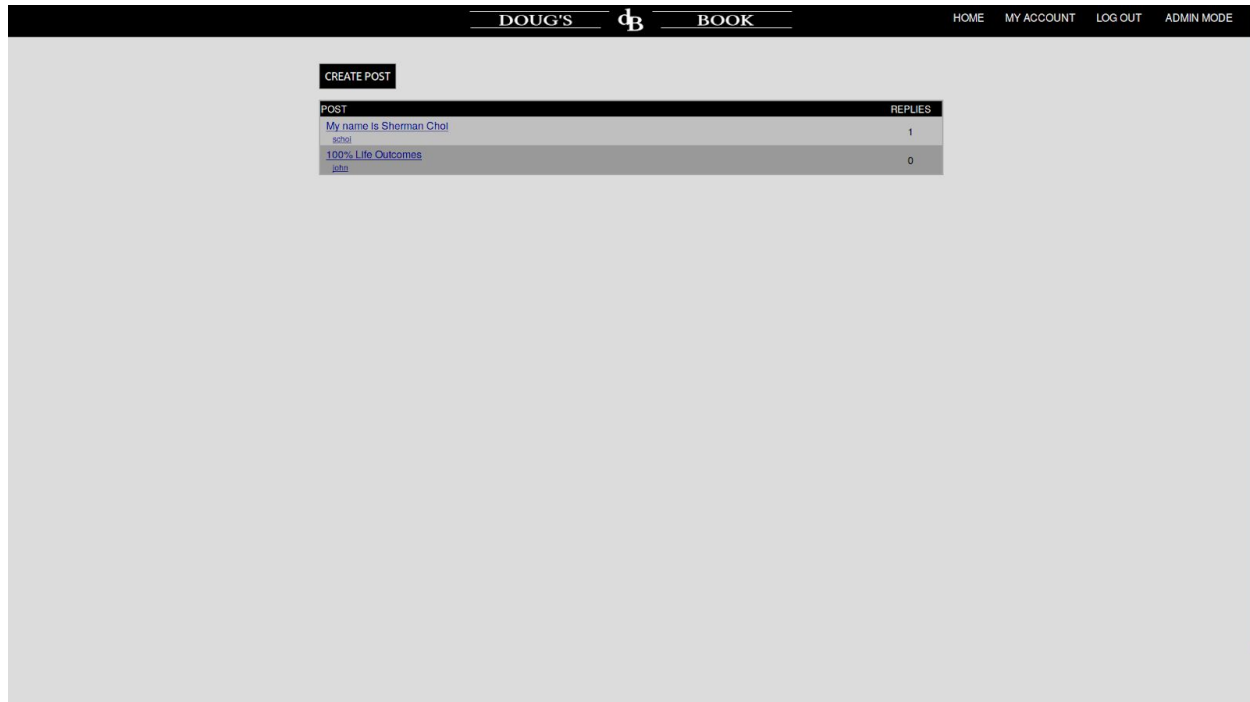 DOUG'S dB BOOK
HOME MY ACCOUNT LOG OUT ADMIN MODE
CREATE POST
POST REPLIES
My name is Sherman Choi
schoi
1
100% Life Outcomes
john
0